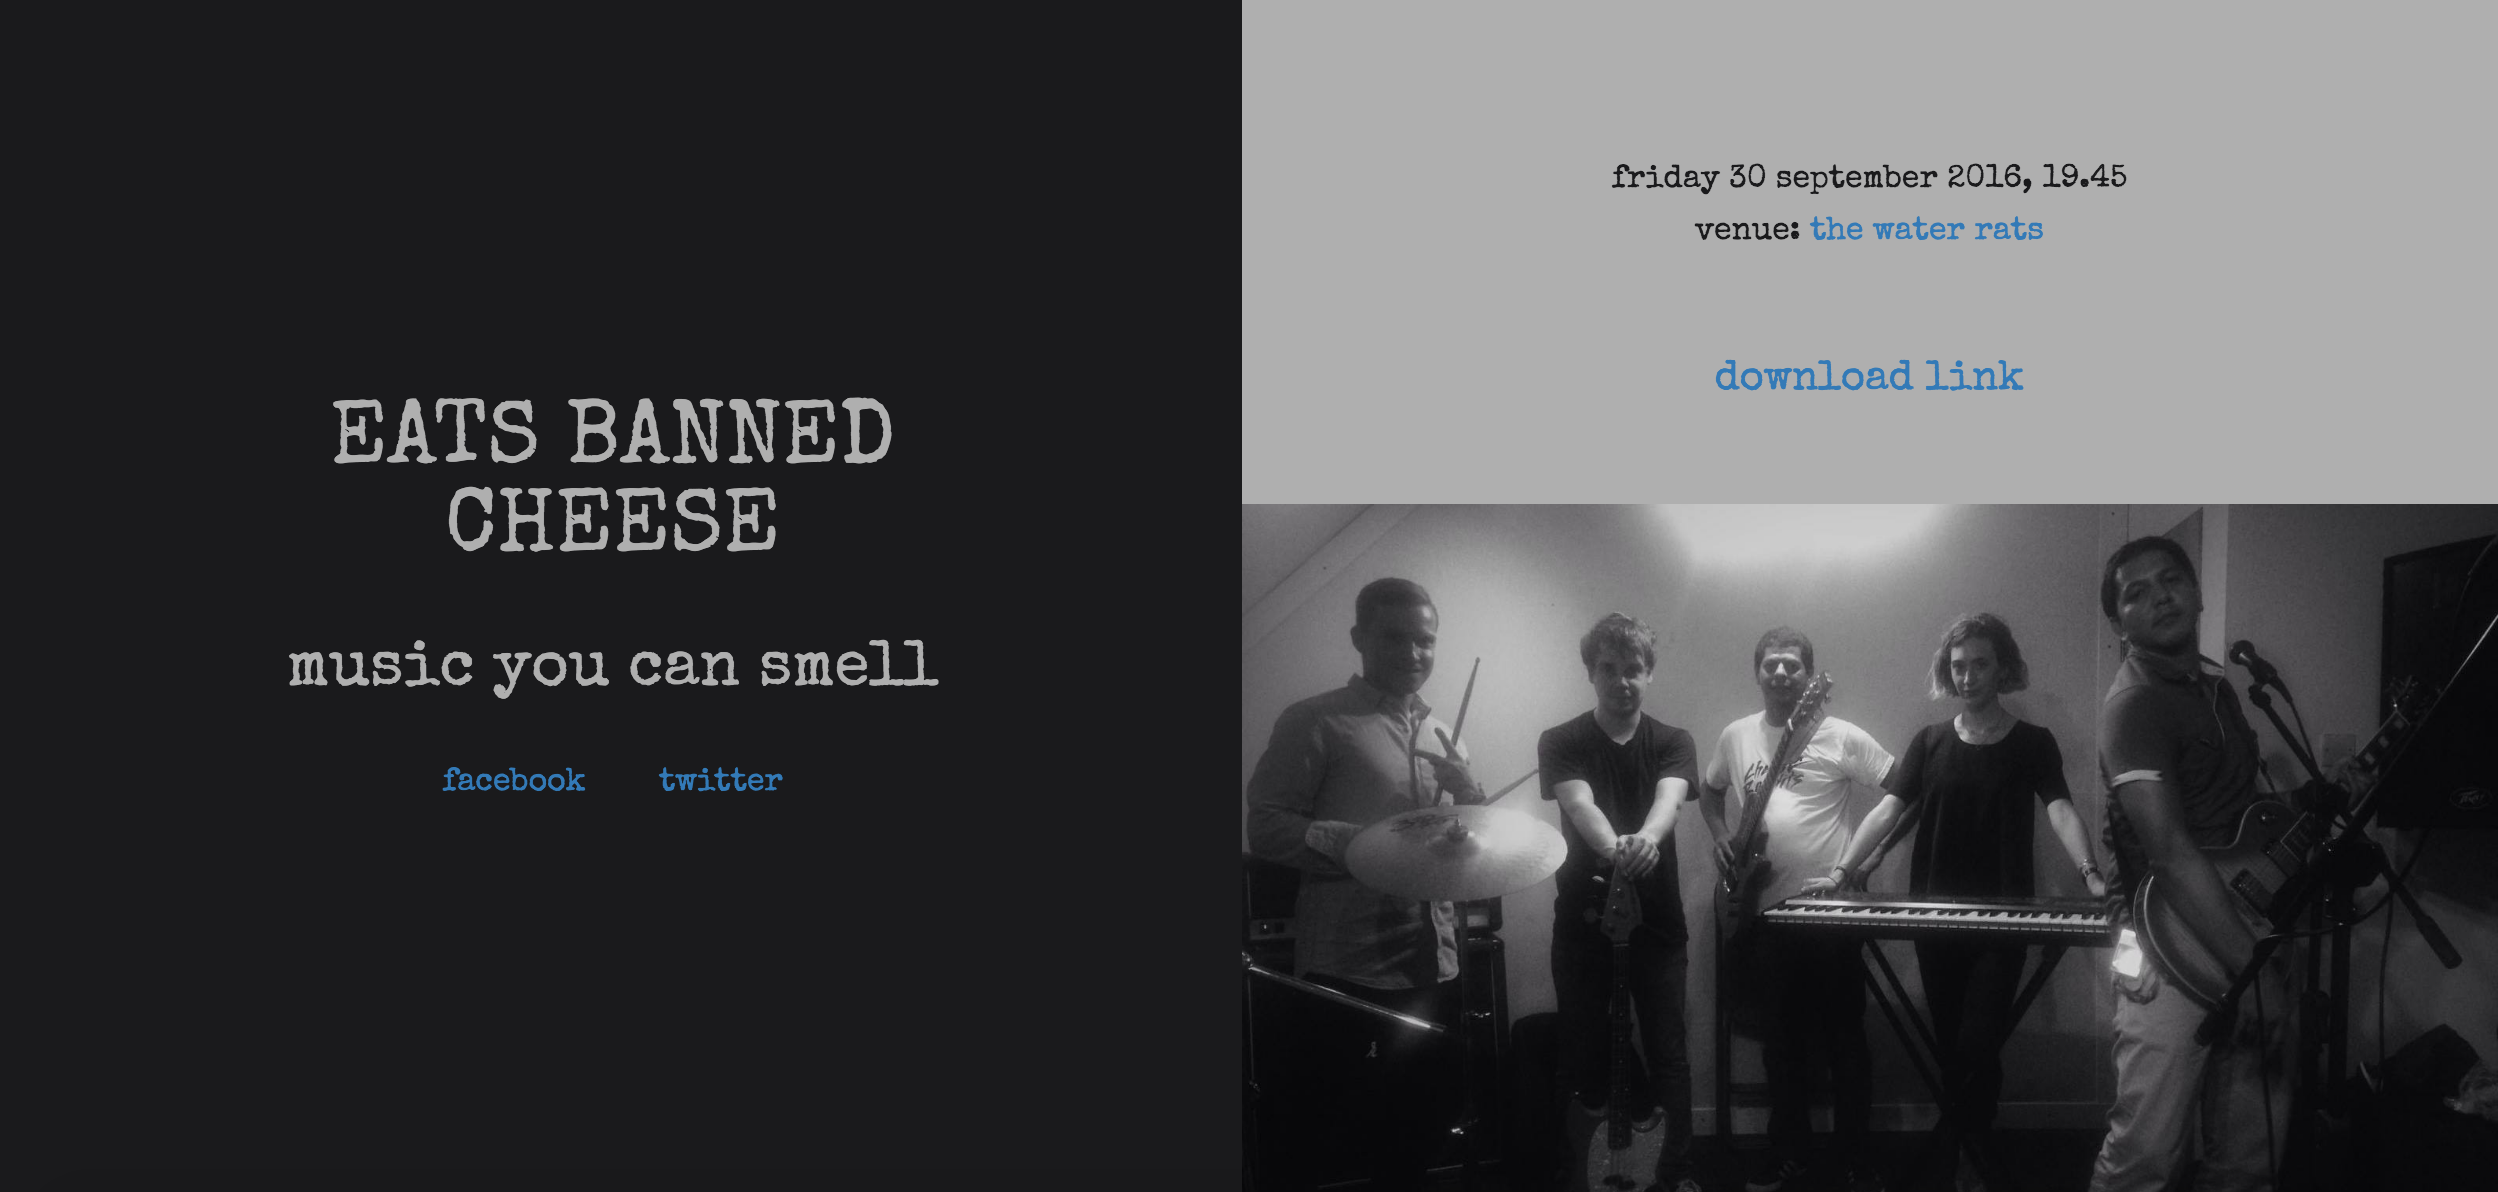 EATS BANNED
CHEESE
music you can smell
facebook twitter
friday 30 september 2016, 19.45
venue: the water rats
download link